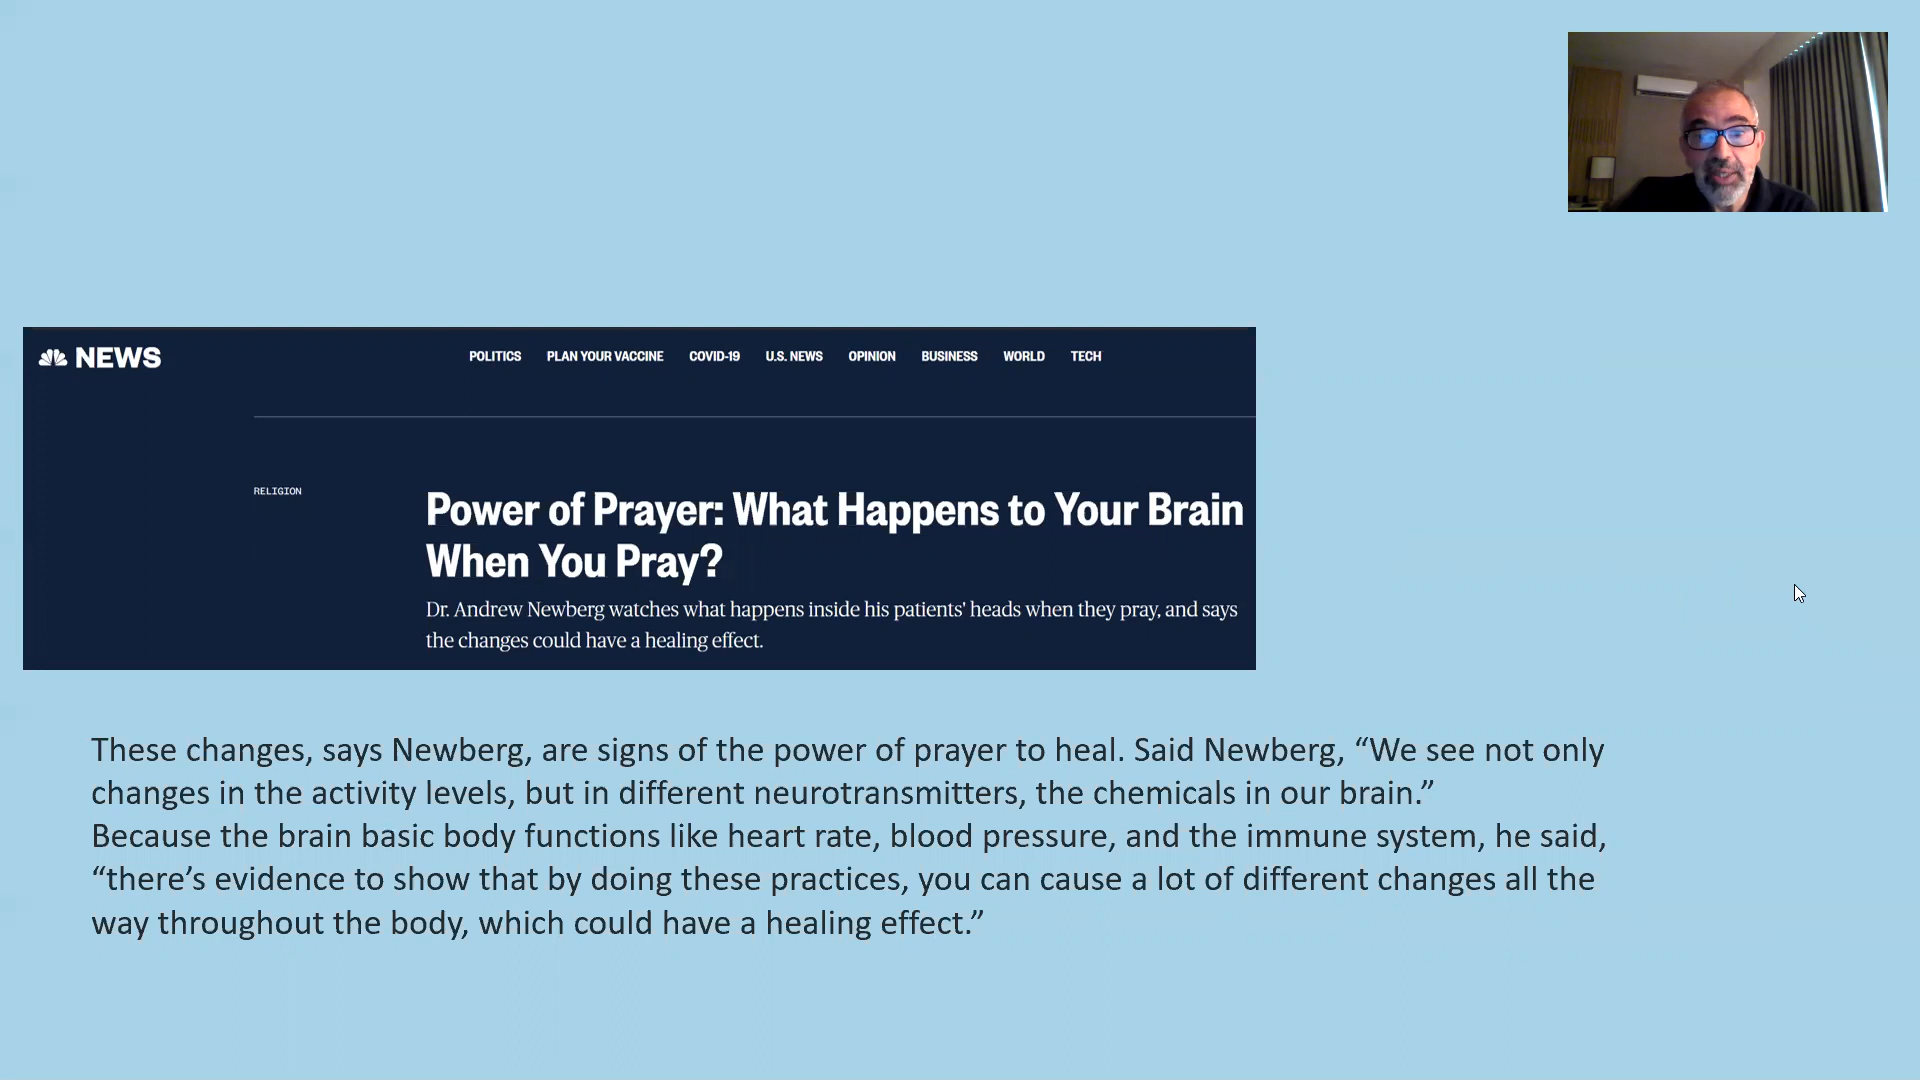 NEWS
POLITICS PLAN YOUR VACCINE COVID-19 U.S. NEWS OPINION BUSINESS WORLD TECH
RELIGION
Power of Prayer: What Happens to Your Brain
When You Pray?
Dr. Andrew Newberg watches what happens inside his patients' heads when they pray, and says
the changes could have a healing effect.
These changes, says Newberg, are signs of the power of prayer to heal. Said Newberg, “We see not only
changes in the activity levels, but in different neurotransmitters, the chemicals in our brain.”
Because the brain basic body functions like heart rate, blood pressure, and the immune system, he said,
“there’s evidence to show that by doing these practices, you can cause a lot of different changes all the
way throughout the body, which could have a healing effect.”